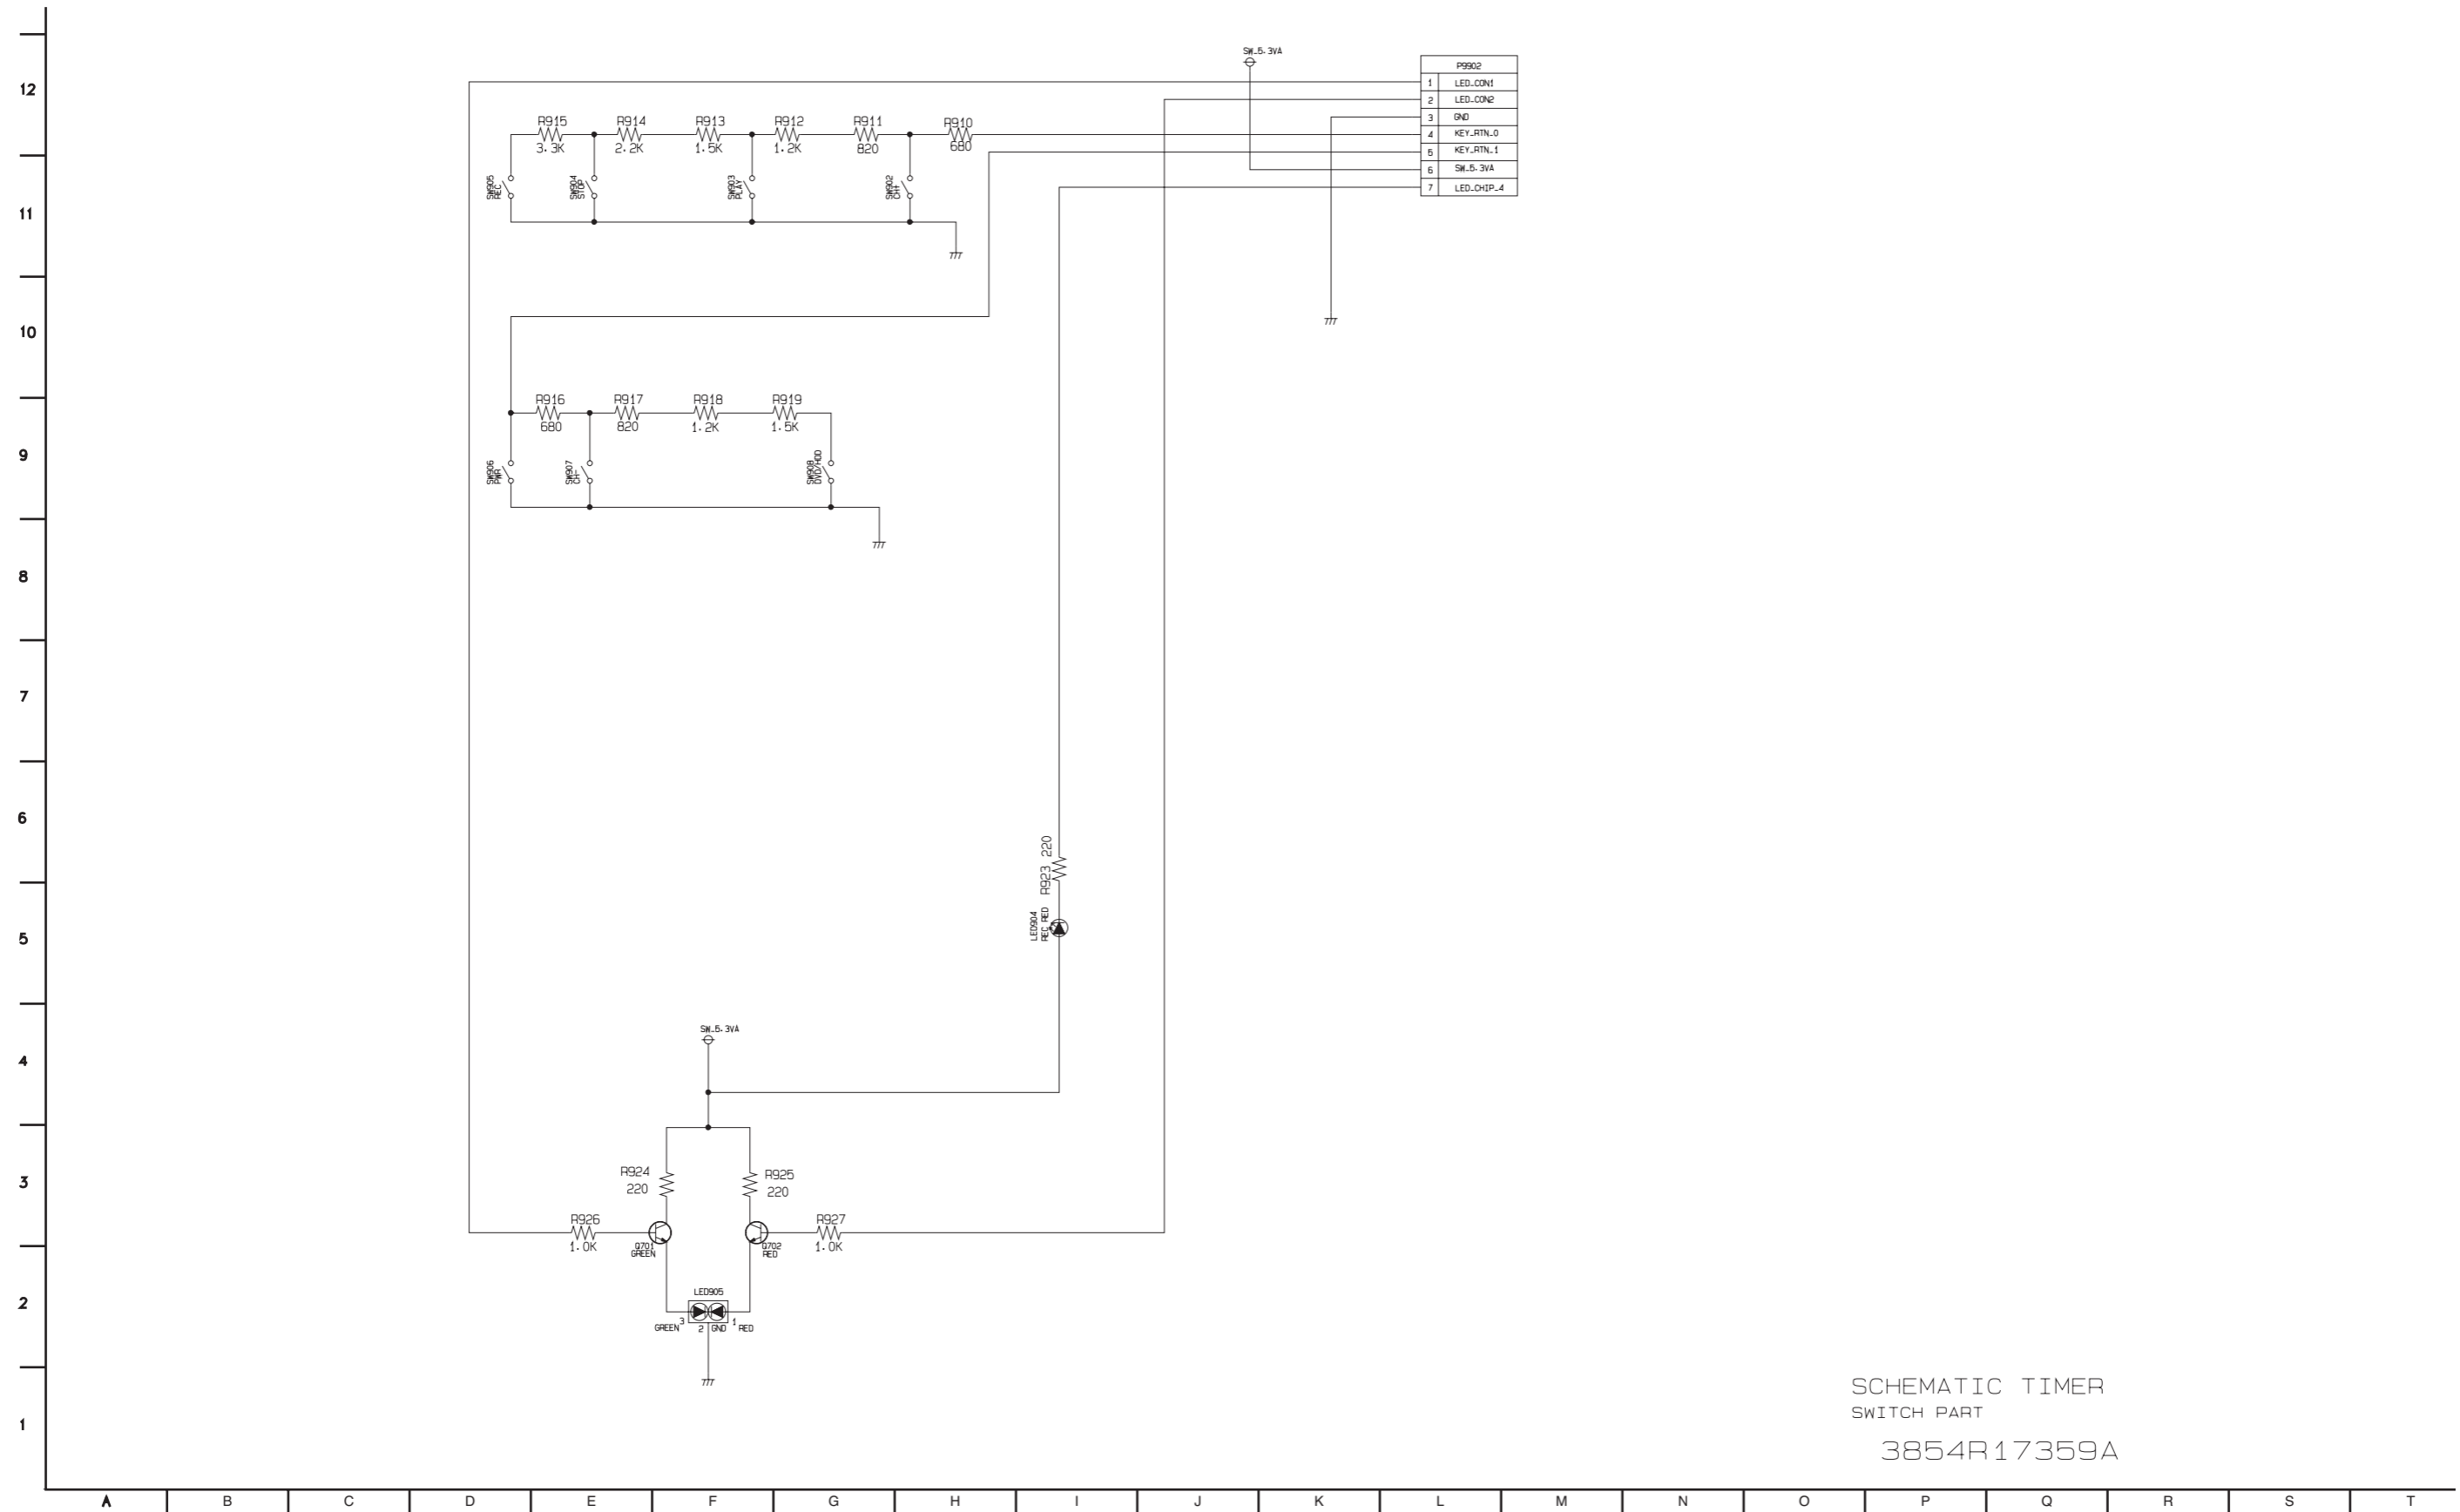 SW_5.3VA
P9902
1 LED_CON1
2 LED_CON2
3 GND
4 KEY_RTN_0
5 KEY_RTN_1
6 SW_5.3VA
7 LED_CHIP_4
12
R915 R914 R913 R912 R911 R910
3.3K 2.2K 1.5K 1.2K 820 680
SW905 REC
SW904 STOP
SW903 PLAY
SW902 CH+
11
10
R916 R917 R918 R919
680 820 1.2K 1.5K
9
SW906 PWR
SW907 CH-
SW908 DVD/HDD
8
7
6
R923 220
LED904
REC RED
5
SW_5.3VA
4
R924
220
R925
220
3
R926
1.0K
Q701
GREEN
Q702
RED
R927
1.0K
LED905
2
GREEN 3 2 GND 1 RED
SCHEMATIC TIMER
SWITCH PART
1
3854R17359A
A B C D E F G H I J K L M N O P Q R S T